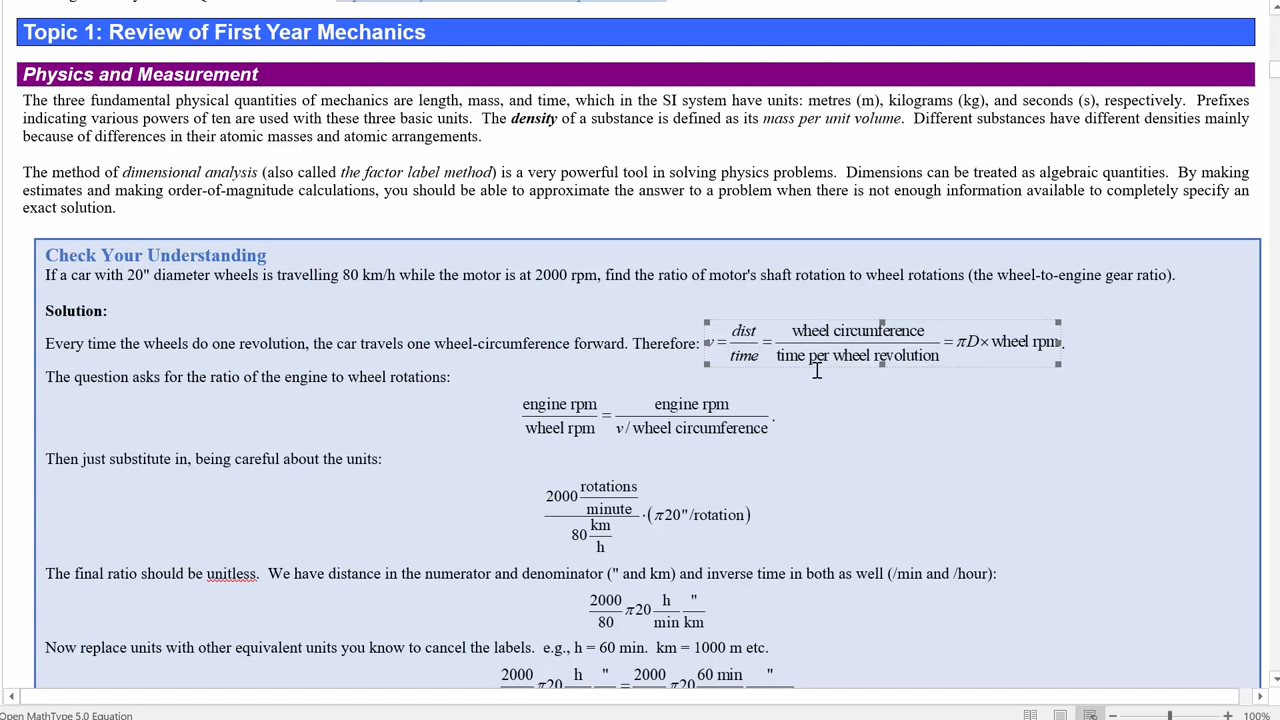 Topic 1: Review of First Year Mechanics
Physics and Measurement
The three fundamental physical quantities of mechanics are length, mass, and time, which in the SI system have units: metres (m), kilograms (kg), and seconds (s), respectively. Prefixes
indicating various powers of ten are used with these three basic units. The density of a substance is defined as its mass per unit volume. Different substances have different densities mainly
because of differences in their atomic masses and atomic arrangements.
The method of dimensional analysis (also called the factor label method) is a very powerful tool in solving physics problems. Dimensions can be treated as algebraic quantities. By making
estimates and making order-of-magnitude calculations, you should be able to approximate the answer to a problem when there is not enough information available to completely specify an
exact solution.
Check Your Understanding
If a car with 20" diameter wheels is travelling 80 km/h while the motor is at 2000 rpm, find the ratio of motor's shaft rotation to wheel rotations (the wheel-to-engine gear ratio).
Solution:
Every time the wheels do one revolution, the car travels one wheel-circumference forward. Therefore: v = dist/time = wheel circumference/time per wheel revolution = πD× wheel rpm.
The question asks for the ratio of the engine to wheel rotations:
engine rpm/wheel rpm = engine rpm/v/wheel circumference.
Then just substitute in, being careful about the units:
2000 rotations/minute / 80 km/h ·(π20"/rotation)
The final ratio should be unitless. We have distance in the numerator and denominator (" and km) and inverse time in both as well (/min and /hour):
2000/80 π20 h/min "/km
Now replace units with other equivalent units you know to cancel the labels. e.g., h = 60 min. km = 1000 m etc.
2000 π20 h " = 2000 π20 60 min "
Open MathType 5.0 Equation
100%